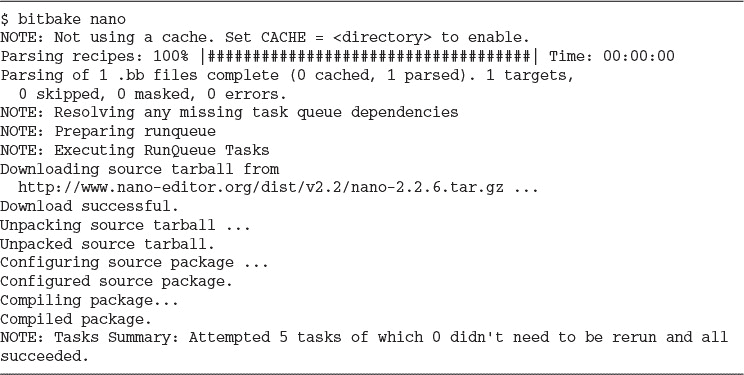 $ bitbake nano
NOTE: Not using a cache. Set CACHE = <directory> to enable.
Parsing recipes: 100% |####################################| Time: 00:00:00
Parsing of 1 .bb files complete (0 cached, 1 parsed). 1 targets,
  0 skipped, 0 masked, 0 errors.
NOTE: Resolving any missing task queue dependencies
NOTE: Preparing runqueue
NOTE: Executing RunQueue Tasks
Downloading source tarball from
  http://www.nano-editor.org/dist/v2.2/nano-2.2.6.tar.gz ...
Download successful.
Unpacking source tarball ...
Unpacked source tarball.
Configuring source package ...
Configured source package.
Compiling package...
Compiled package.
NOTE: Tasks Summary: Attempted 5 tasks of which 0 didn't need to be rerun and all
succeeded.